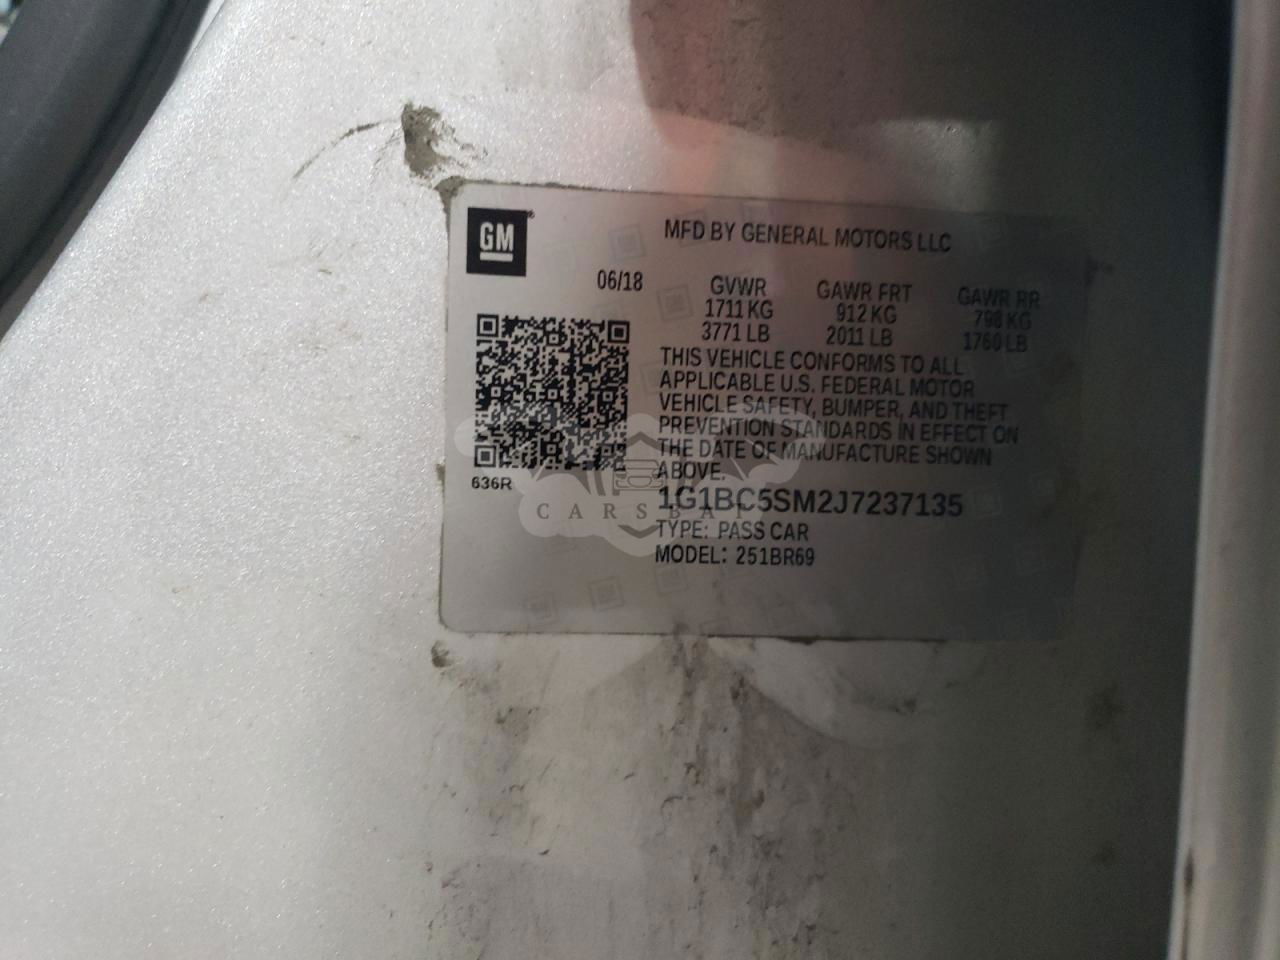 GM
MFD BY GENERAL MOTORS LLC
06/18 GVWR GAWR FRT GAWR RR
1711 KG 912 KG 798 KG
3771 LB 2011 LB 1760 LB
THIS VEHICLE CONFORMS TO ALL
APPLICABLE U.S. FEDERAL MOTOR
VEHICLE SAFETY, BUMPER, AND THEFT
PREVENTION STANDARDS IN EFFECT ON
THE DATE OF MANUFACTURE SHOWN
ABOVE.
636R
1G1BC5SM2J7237135
CARSBAT
TYPE: PASS CAR
MODEL: 251BR69